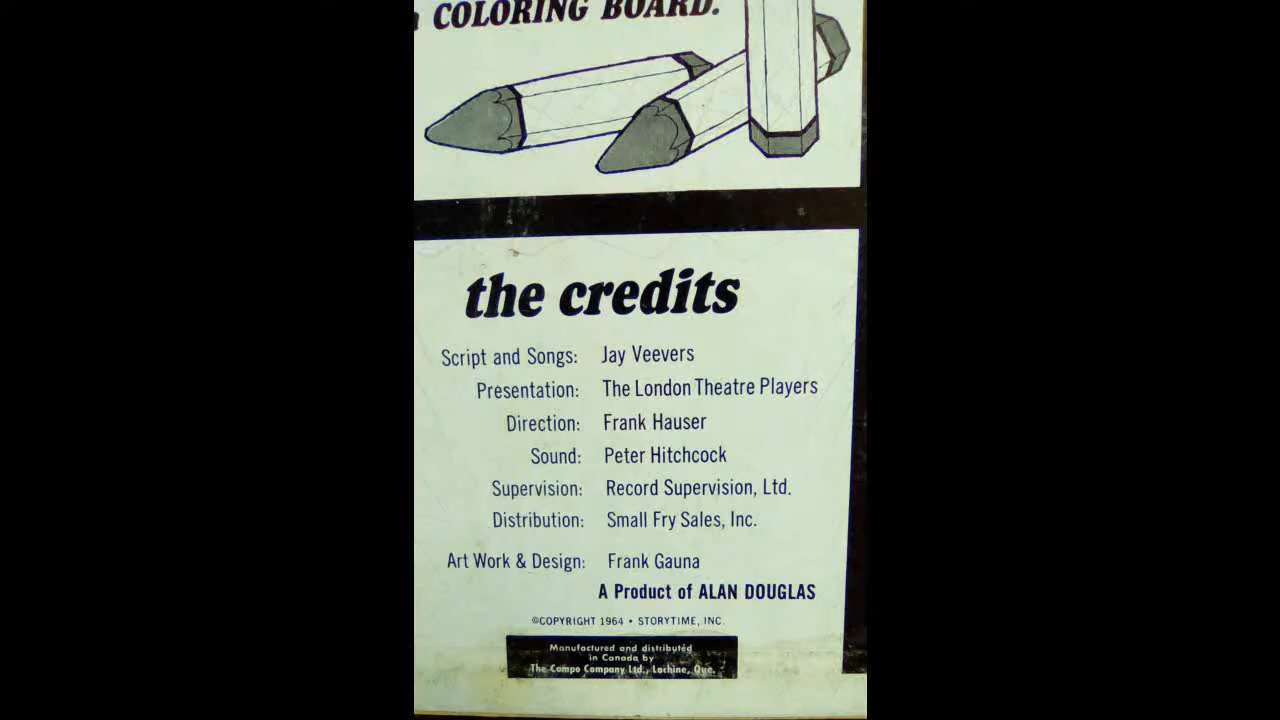 COLORING BOARD.
the credits
Script and Songs: Jay Veevers
Presentation: The London Theatre Players
Direction: Frank Hauser
Sound: Peter Hitchcock
Supervision: Record Supervision, Ltd.
Distribution: Small Fry Sales, Inc.
Art Work & Design: Frank Gauna
A Product of ALAN DOUGLAS
©COPYRIGHT 1964 • STORYTIME, INC.
Manufactured and distributed
in Canada by
The Compo Company Ltd., Lachine, Que.